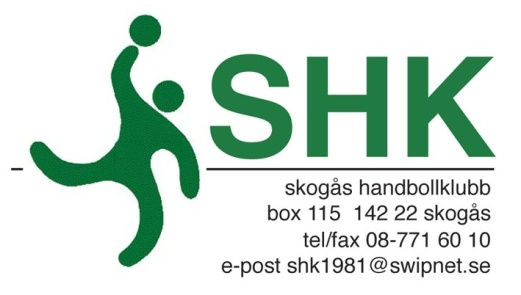 SHK
skogås handbollklubb
box 115 142 22 skogås
tel/fax 08-771 60 10
e-post shk1981@swipnet.se